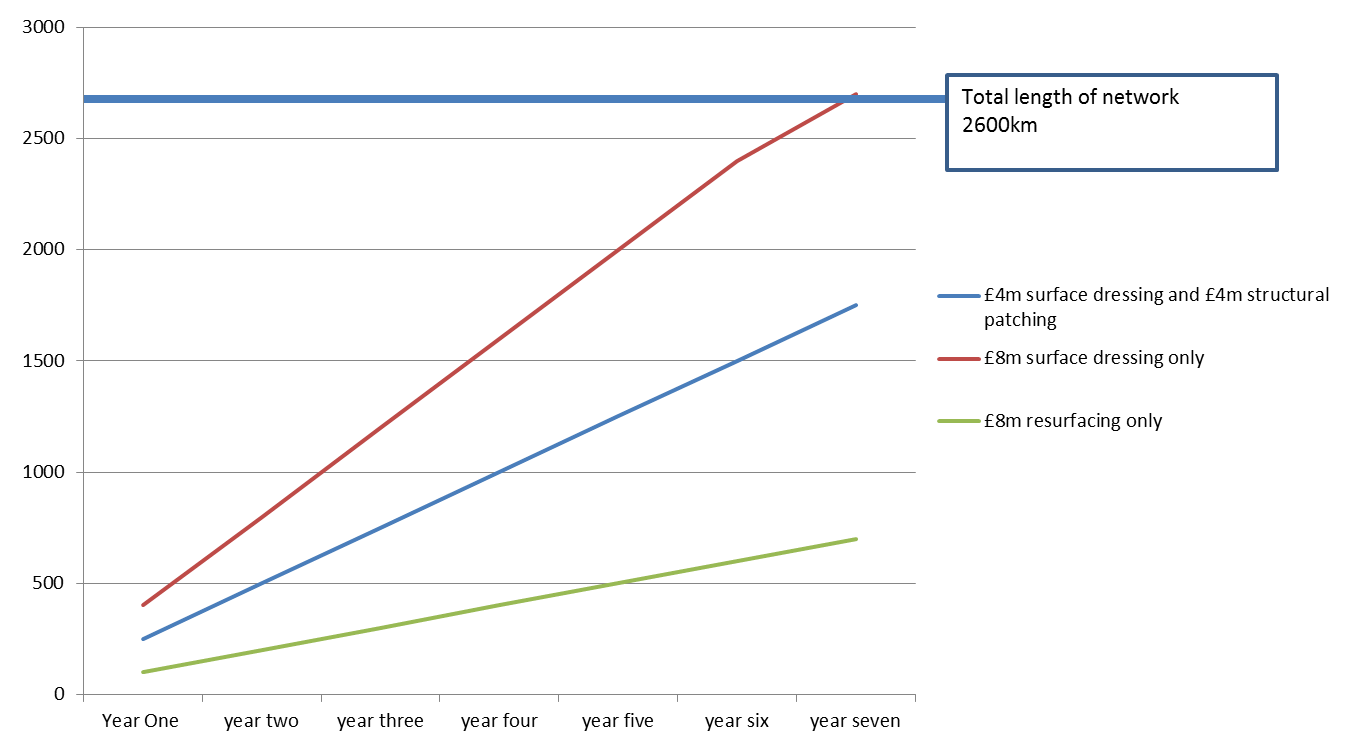 3000
2500
2000
1500
1000
500
0
Year One
year two
year three
year four
year five
year six
year seven
Total length of network
2600km
£4m surface dressing and £4m structural
patching
£8m surface dressing only
£8m resurfacing only